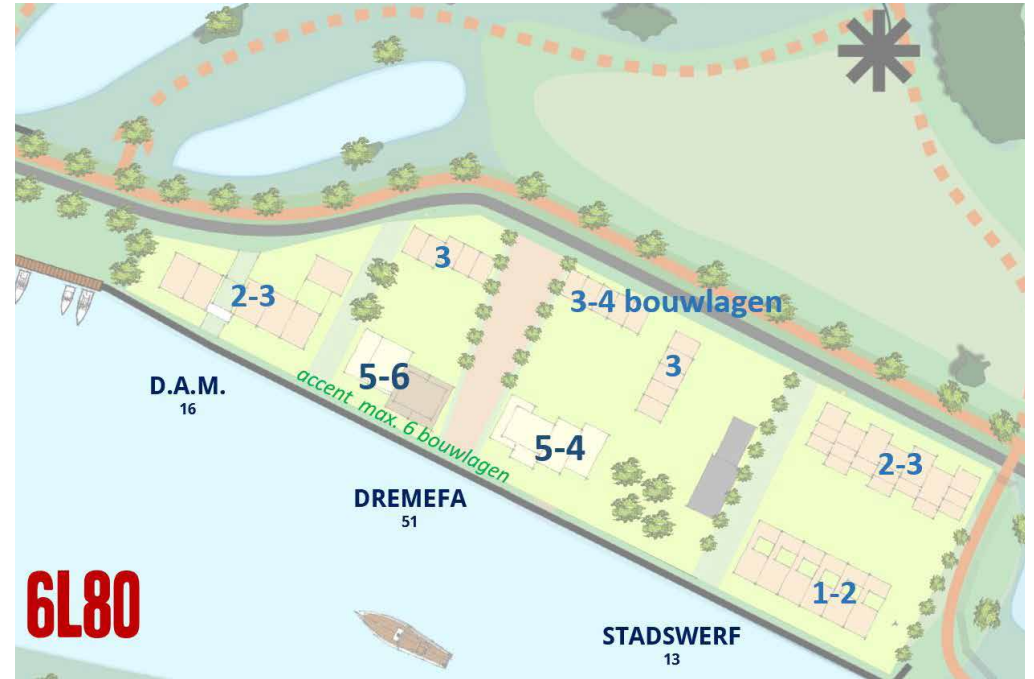 3
2-3
3-4 bouwlagen
3
5-6
accent max. 6 bouwlagen
D.A.M.
16
5-4
2-3
DREMEFA
51
1-2
6L80
STADSWERF
13